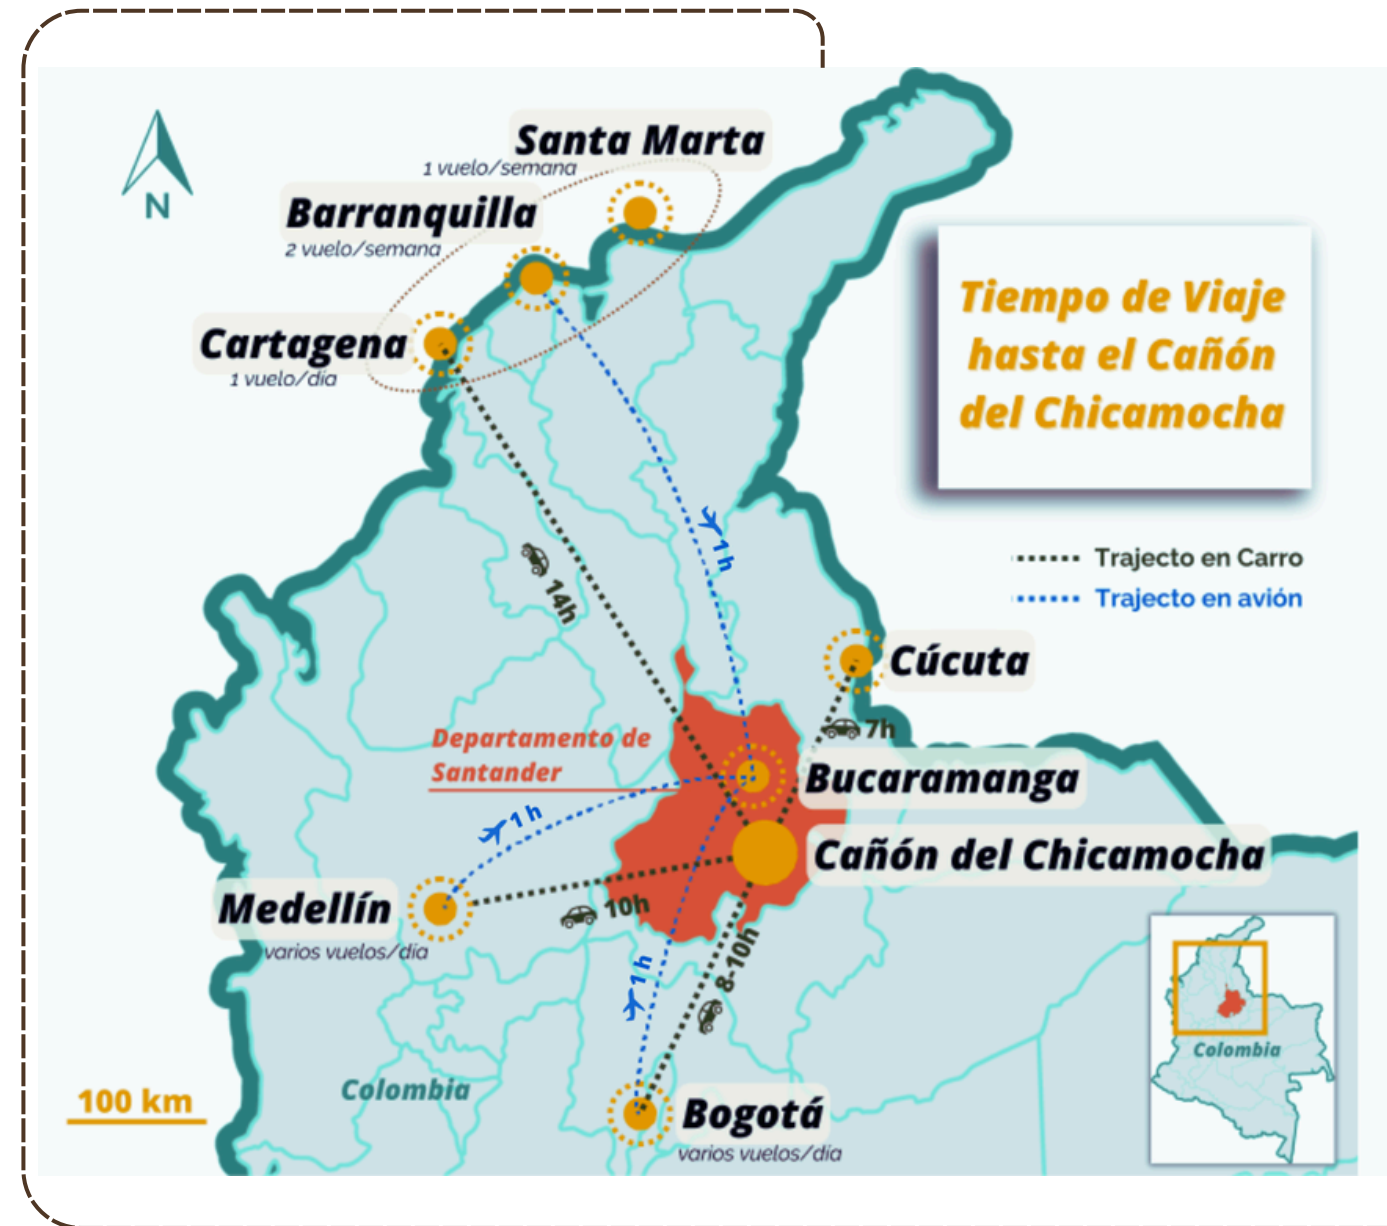 Santa Marta
1 vuelo/semana
Barranquilla
2 vuelo/semana
Cartagena
1 vuelo/día
N
Tiempo de Viaje
hasta el Cañón
del Chicamocha
Trajecto en Carro
Trajecto en avión
1 h
14h
Cúcuta
7h
Departamento de
Santander
Bucaramanga
Cañón del Chicamocha
1 h
Medellín
varios vuelos/día
10h
8-10h
1 h
Colombia
100 km
Bogotá
varios vuelos/día
Colombia